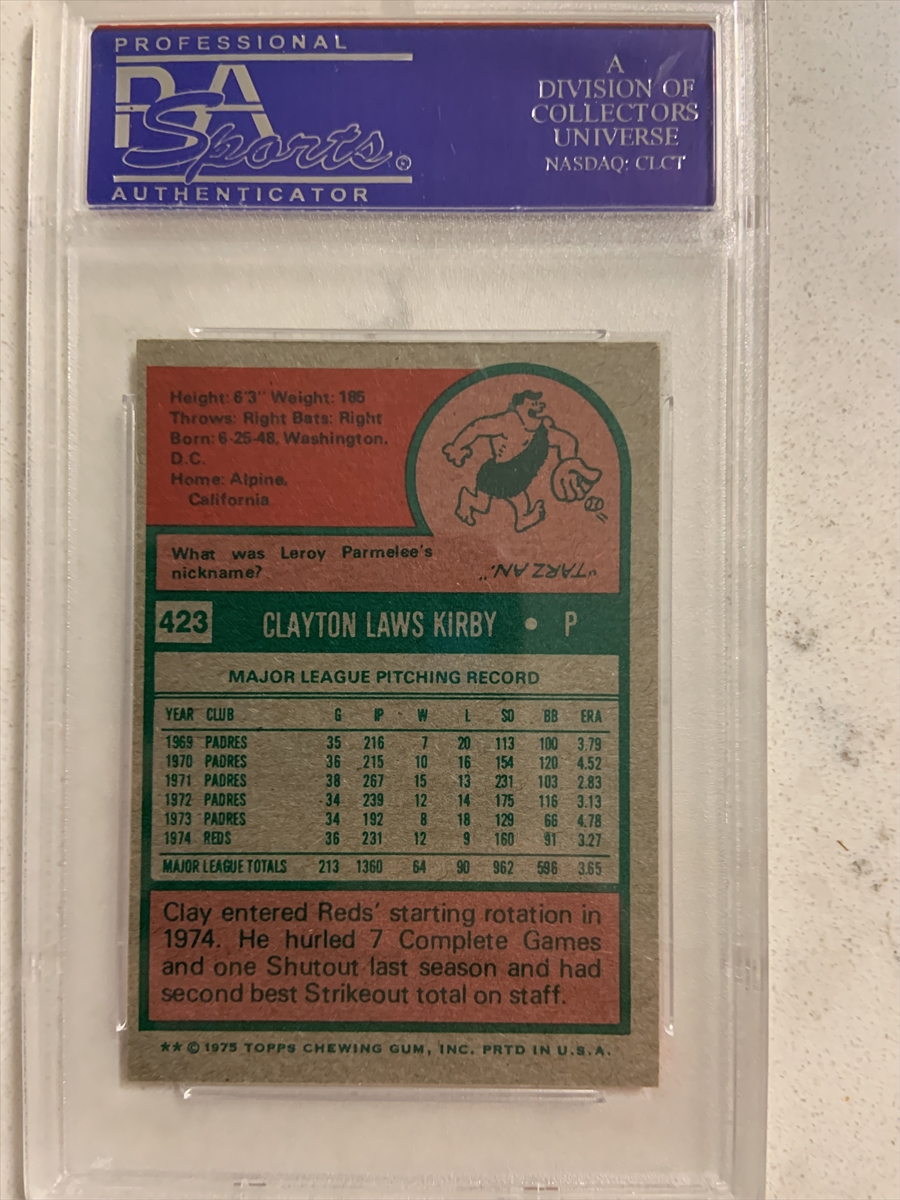 PROFESSIONAL
PSA
Sports
AUTHENTICATOR
A
DIVISION OF
COLLECTORS
UNIVERSE
NASDAQ: CLCT
Height: 6'3" Weight: 185
Throws: Right Bats: Right
Born: 6-25-48, Washington,
D.C.
Home: Alpine,
California
What was Leroy Parmelee's
nickname?
"TARZAN."
423 CLAYTON LAWS KIRBY • P
MAJOR LEAGUE PITCHING RECORD
YEAR CLUB G IP W L SO BB ERA
1969 PADRES 35 216 7 20 113 100 3.79
1970 PADRES 36 215 10 16 154 120 4.52
1971 PADRES 38 267 15 13 231 103 2.83
1972 PADRES 34 239 12 14 175 116 3.13
1973 PADRES 34 192 8 18 129 66 4.78
1974 REDS 36 231 12 9 160 91 3.27
MAJOR LEAGUE TOTALS 213 1360 64 90 962 596 3.65
Clay entered Reds' starting rotation in
1974. He hurled 7 Complete Games
and one Shutout last season and had
second best Strikeout total on staff.
** © 1975 TOPPS CHEWING GUM, INC. PRTD IN U.S.A.